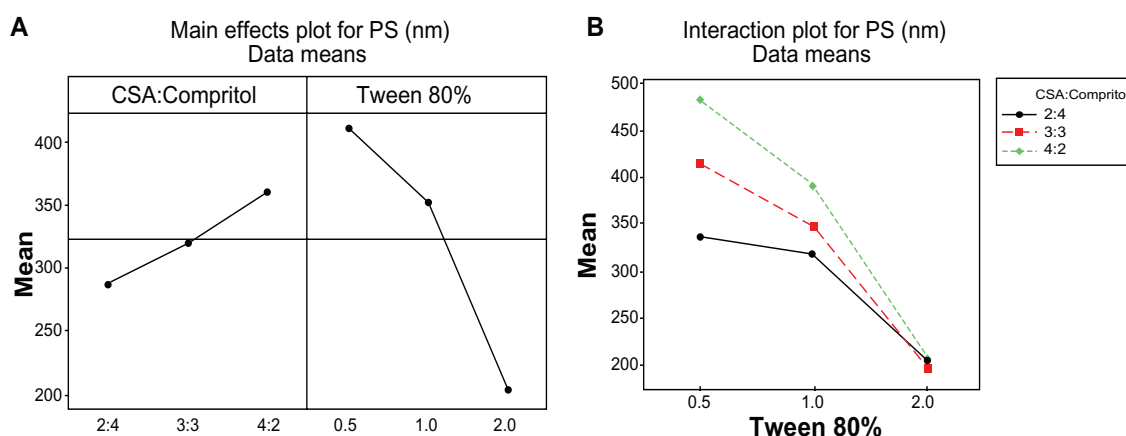 A
Main effects plot for PS (nm)
Data means
CSA:Compritol
Tween 80%
Mean
400
350
300
250
200
2:4 3:3 4:2 0.5 1.0 2.0
B
Interaction plot for PS (nm)
Data means
Mean
500
450
400
350
300
250
200
0.5 1.0 2.0
Tween 80%
CSA:Compritol
2:4
3:3
4:2